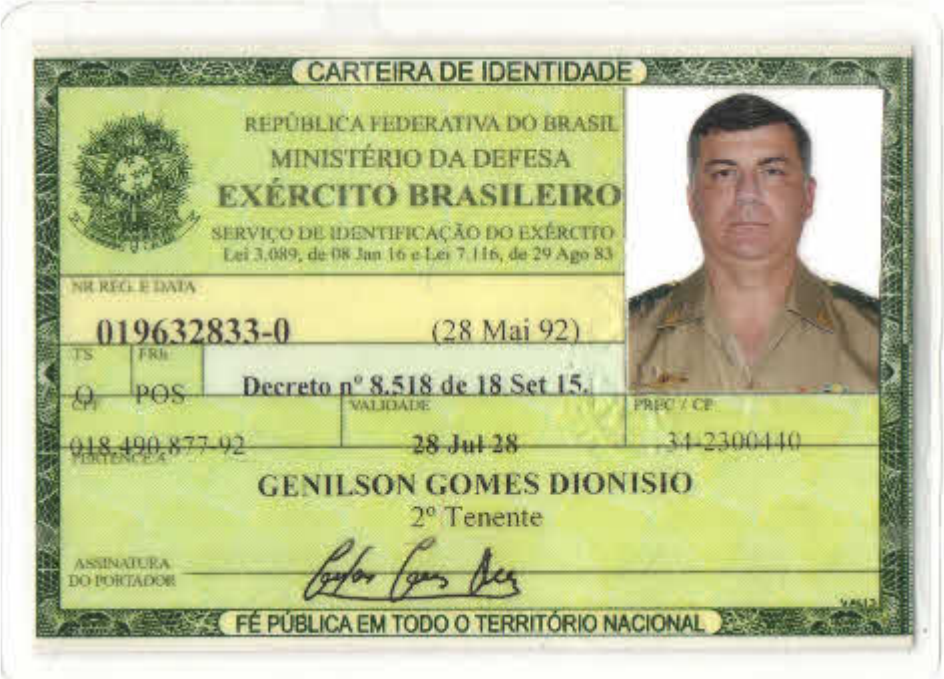 CARTEIRA DE IDENTIDADE
REPÚBLICA FEDERATIVA DO BRASIL
MINISTÉRIO DA DEFESA
EXÉRCITO BRASILEIRO
SERVIÇO DE IDENTIFICAÇÃO DO EXÉRCITO
Lei 3.089, de 08 Jan 16 e Lei 7.116, de 29 Ago 83
NR REG. E DATA
019632833-0 (28 Mai 92)
TS FRh
O POS Decreto nº 8.518 de 18 Set 15.
CPF VALIDADE PREC / CP
018.490.877-92 28 Jul 28 34-2300440
PERTENCE A
GENILSON GOMES DIONISIO
2º Tenente
ASSINATURA
DO PORTADOR
FÉ PÚBLICA EM TODO O TERRITÓRIO NACIONAL